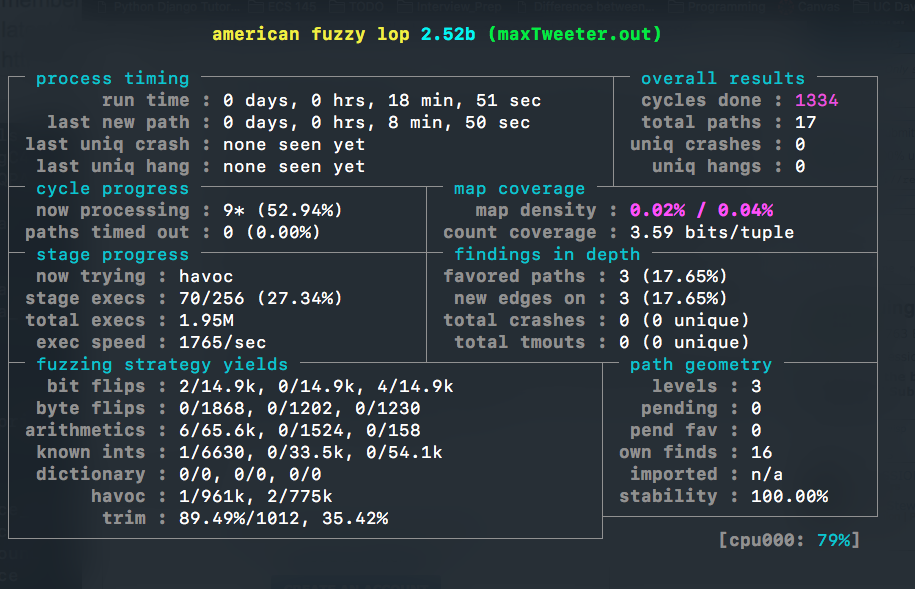 american fuzzy lop 2.52b (maxTweeter.out)
process timing
run time : 0 days, 0 hrs, 18 min, 51 sec
last new path : 0 days, 0 hrs, 8 min, 50 sec
last uniq crash : none seen yet
last uniq hang : none seen yet
overall results
cycles done : 1334
total paths : 17
uniq crashes : 0
uniq hangs : 0
cycle progress
now processing : 9* (52.94%)
paths timed out : 0 (0.00%)
map coverage
map density : 0.02% / 0.04%
count coverage : 3.59 bits/tuple
stage progress
now trying : havoc
stage execs : 70/256 (27.34%)
total execs : 1.95M
exec speed : 1765/sec
findings in depth
favored paths : 3 (17.65%)
new edges on : 3 (17.65%)
total crashes : 0 (0 unique)
total tmouts : 0 (0 unique)
fuzzing strategy yields
bit flips : 2/14.9k, 0/14.9k, 4/14.9k
byte flips : 0/1868, 0/1202, 0/1230
arithmetics : 6/65.6k, 0/1524, 0/158
known ints : 1/6630, 0/33.5k, 0/54.1k
dictionary : 0/0, 0/0, 0/0
havoc : 1/961k, 2/775k
trim : 89.49%/1012, 35.42%
path geometry
levels : 3
pending : 0
pend fav : 0
own finds : 16
imported : n/a
stability : 100.00%
[cpu000: 79%]